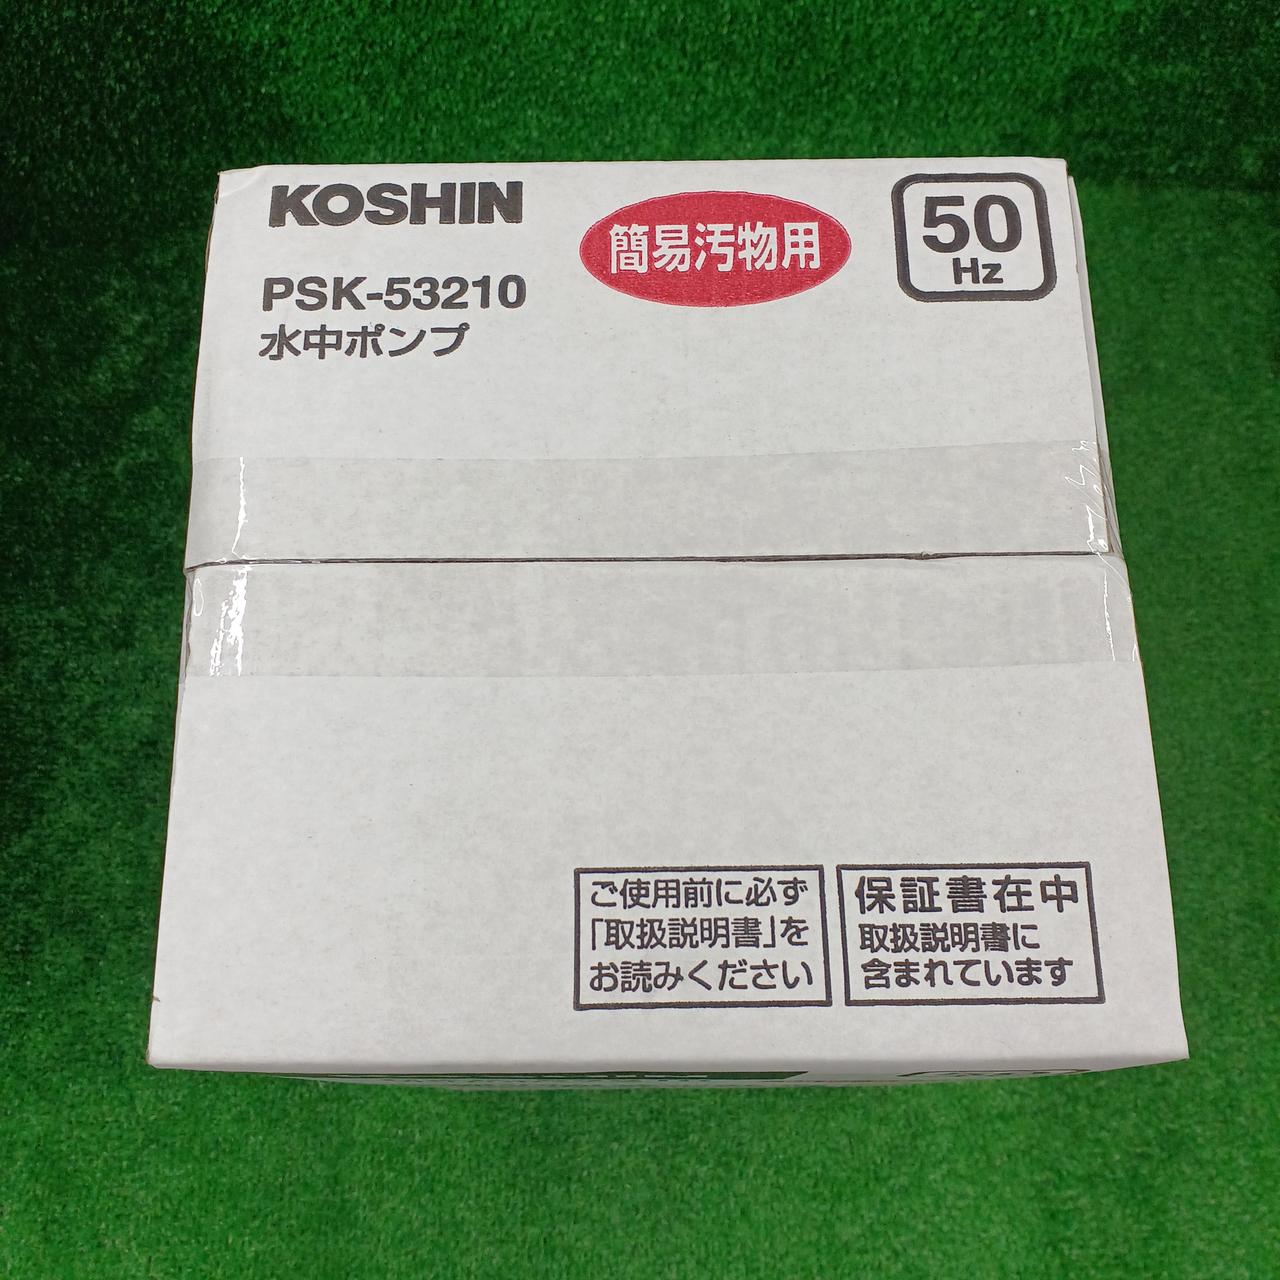 KOSHIN
簡易汚物用
50
Hz
PSK-53210
水中ポンプ
ご使用前に必ず
「取扱説明書」を
お読みください
保証書在中
取扱説明書に
含まれています